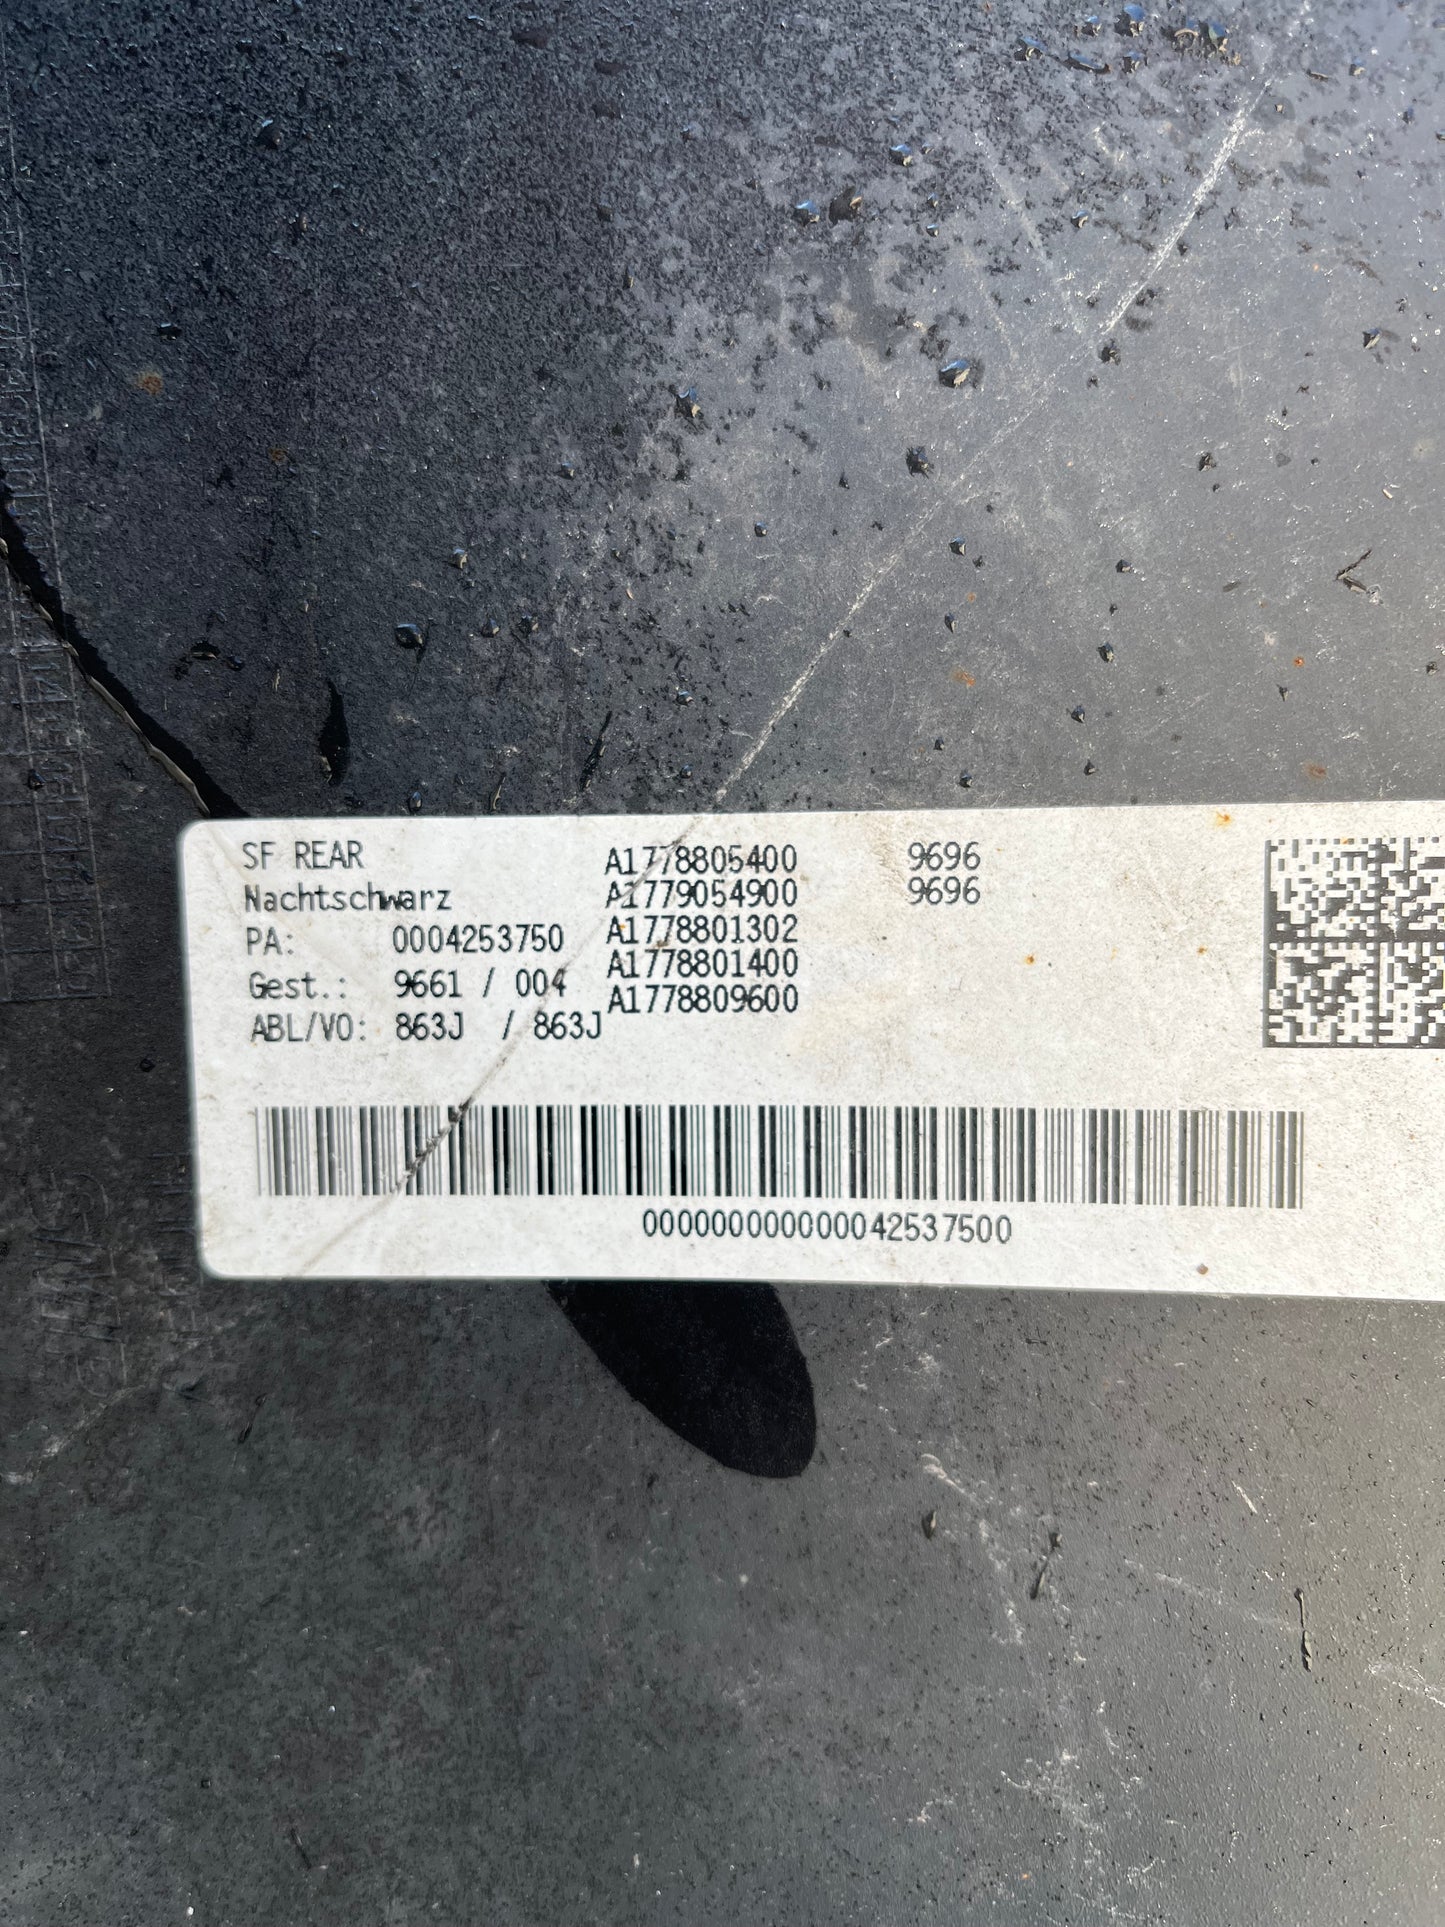 SF REAR A1778805400 9696
Nachtschwarz A1779054900 9696
PA: 0004253750 A1778801302
Gest.: 9661 / 004 A1778801400
ABL/VO: 863J / 863J A1778809600
00000000000042537500